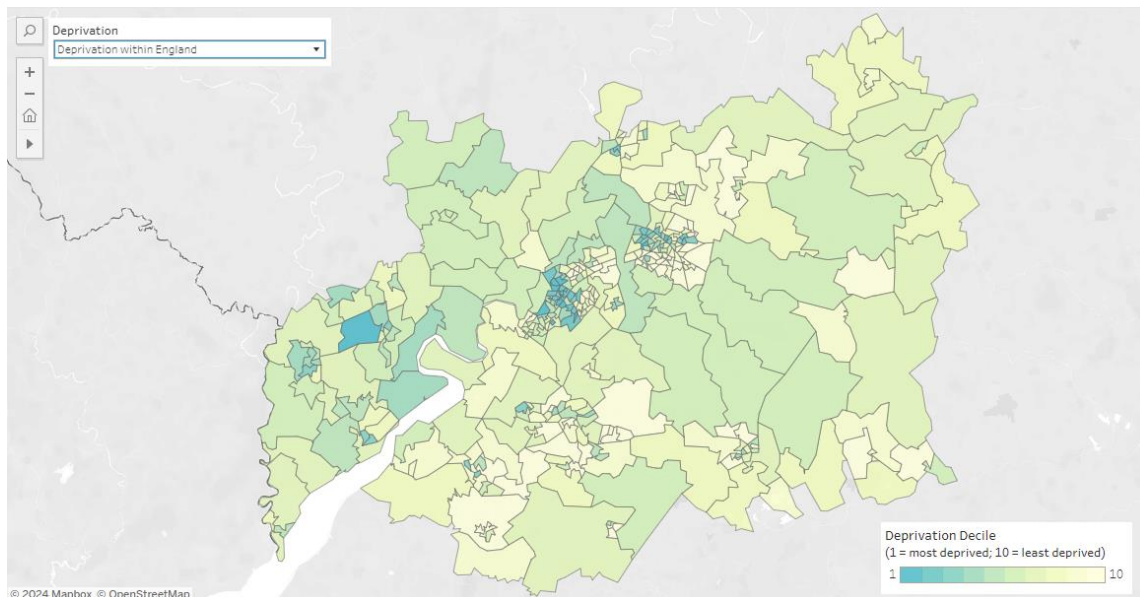 Deprivation
Deprivation within England
Deprivation Decile
(1 = most deprived; 10 = least deprived)
1 10
© 2024 Mapbox © OpenStreetMap